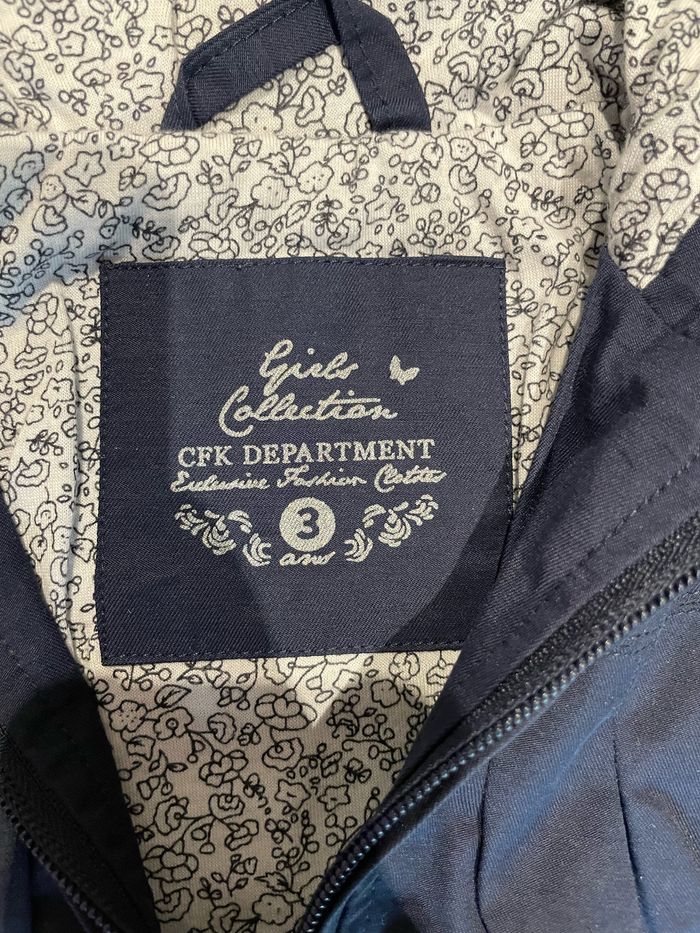 Girls
Collection
CFK DEPARTMENT
Exclusive Fashion Clothes
3
ans